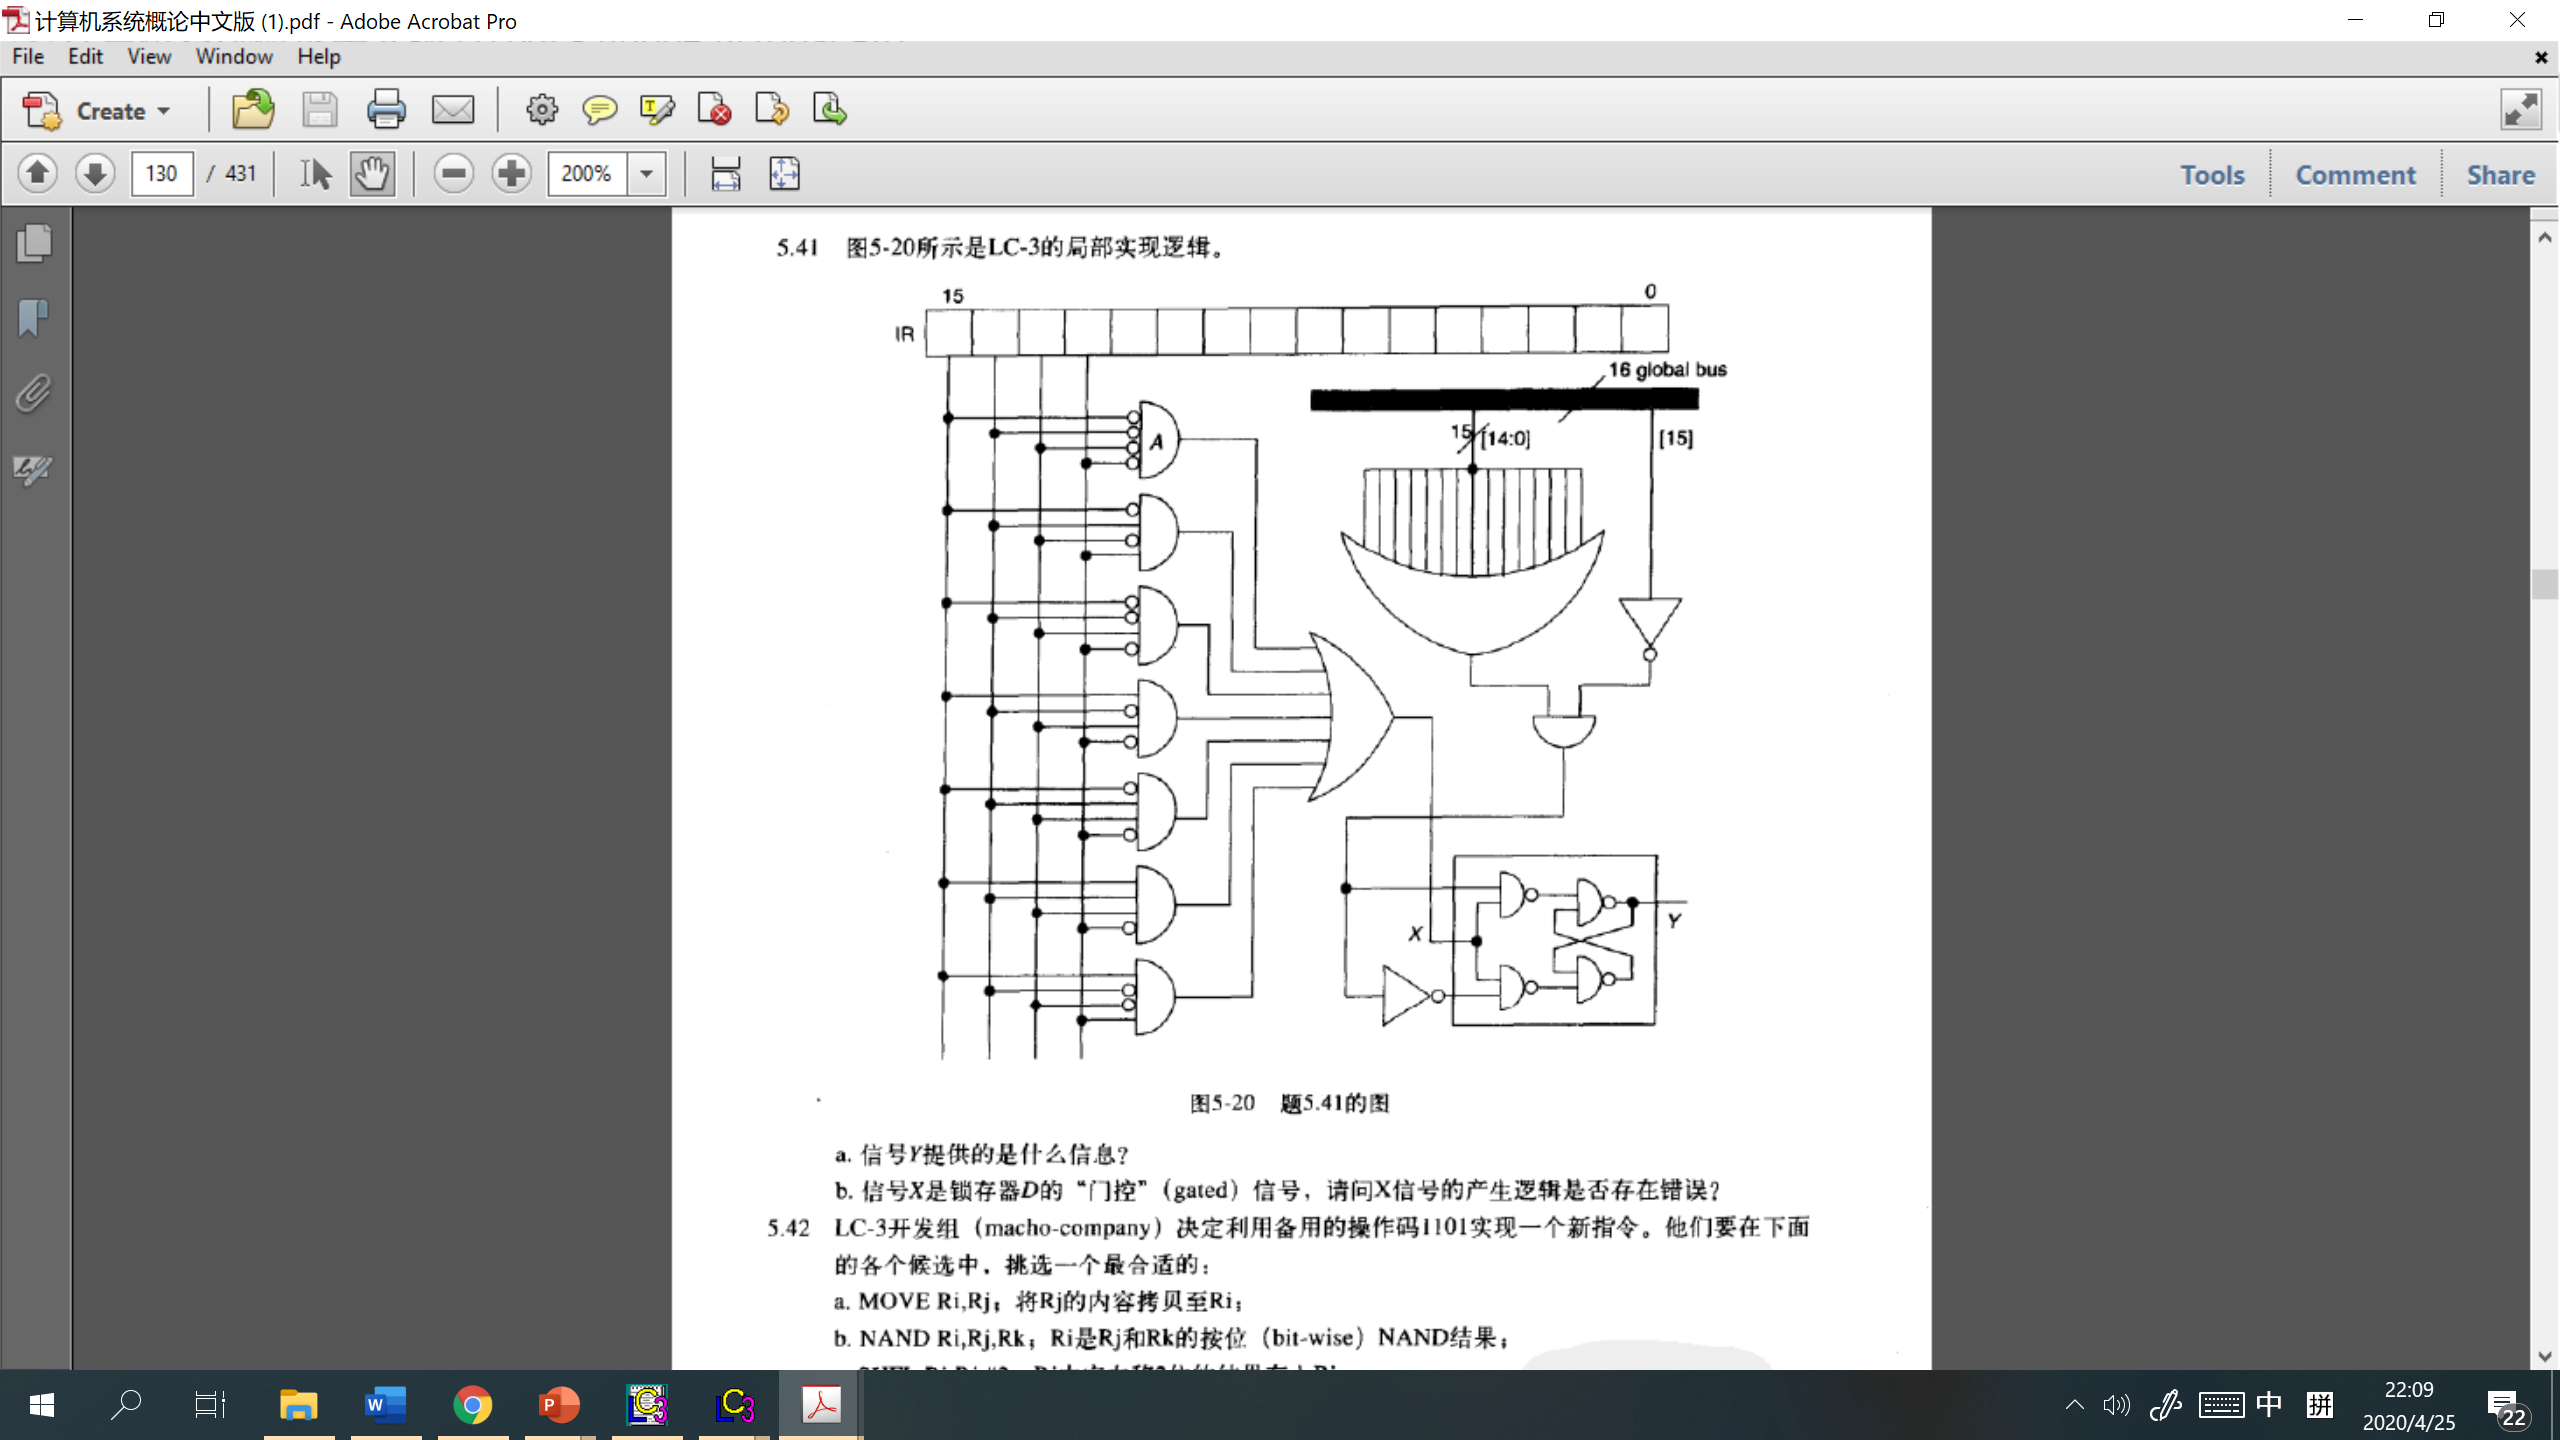 计算机系统概论中文版 (1).pdf - Adobe Acrobat Pro
File Edit View Window Help
Create
130 / 431 200% Tools Comment Share
5.41 图5-20所示是LC-3的局部实现逻辑。
15 0
IR
16 global bus
A
15 [14:0] [15]
X
Y
图5-20 题5.41的图
a. 信号Y提供的是什么信息?
b. 信号X是锁存器D的“门控”(gated)信号，请问X信号的产生逻辑是否存在错误?
5.42 LC-3开发组（macho-company）决定利用备用的操作码1101实现一个新指令。他们要在下面
的各个候选中，挑选一个最合适的：
a. MOVE Ri,Rj；将Rj的内容拷贝至Ri；
b. NAND Ri,Rj,Rk；Ri是Rj和Rk的按位（bit-wise）NAND结果；
中 拼 22:09
2020/4/25 22